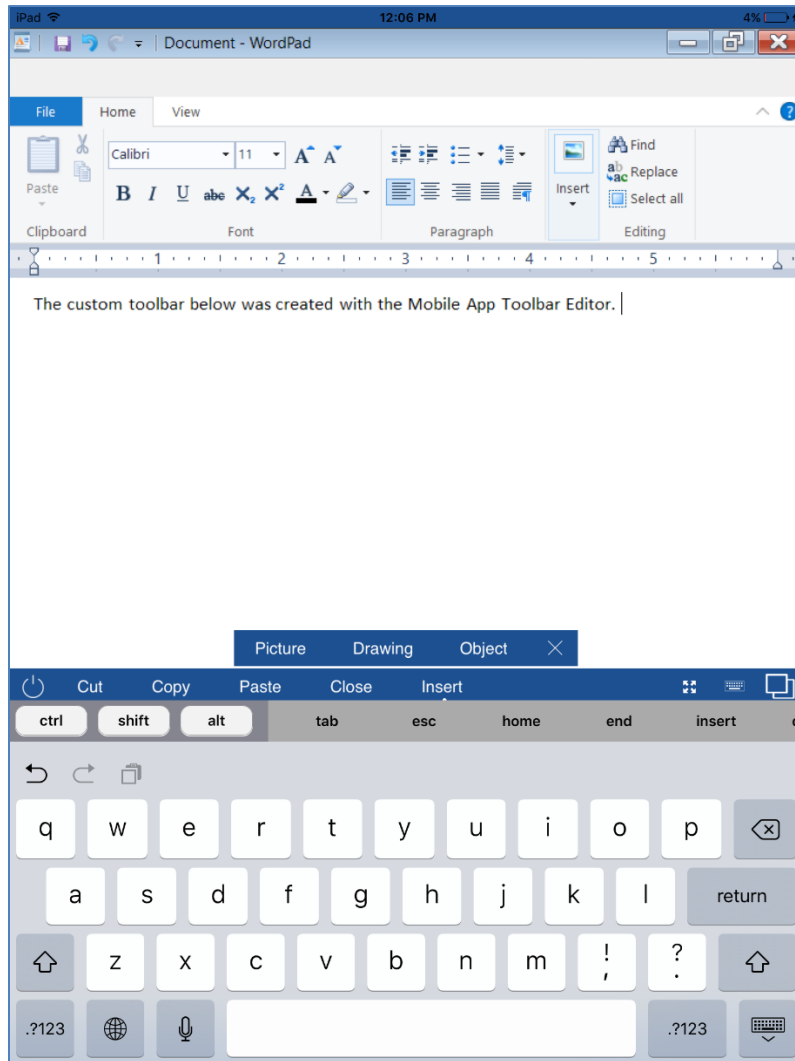 iPad 12:06 PM 4%
Document - WordPad
File Home View
Calibri 11
Paste Insert
Find
Replace
Select all
B I U abc X₂ X² A
Clipboard Font Paragraph Editing
1 2 3 4 5
The custom toolbar below was created with the Mobile App Toolbar Editor.
Picture Drawing Object
Cut Copy Paste Close Insert
ctrl shift alt tab esc home end insert
q w e r t y u i o p
a s d f g h j k l return
z x c v b n m ! , ? .
.?123 .?123